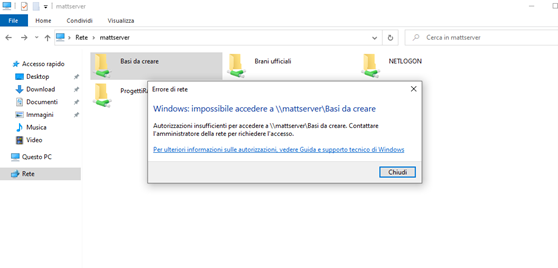 mattserver
File
Home
Condividi
Visualizza
Rete
mattserver
Cerca in mattserver
Accesso rapido
Desktop
Download
Documenti
Immagini
Musica
Video
Questo PC
Rete
Basi da creare
Brani ufficiali
NETLOGON
Errore di rete
Windows: impossibile accedere a \\mattserver\Basi da creare
Autorizzazioni insufficienti per accedere a \\mattserver\Basi da creare. Contattare
l'amministratore della rete per richiedere l'accesso.
Per ulteriori informazioni sulle autorizzazioni, vedere Guida e supporto tecnico di Windows
Chiudi